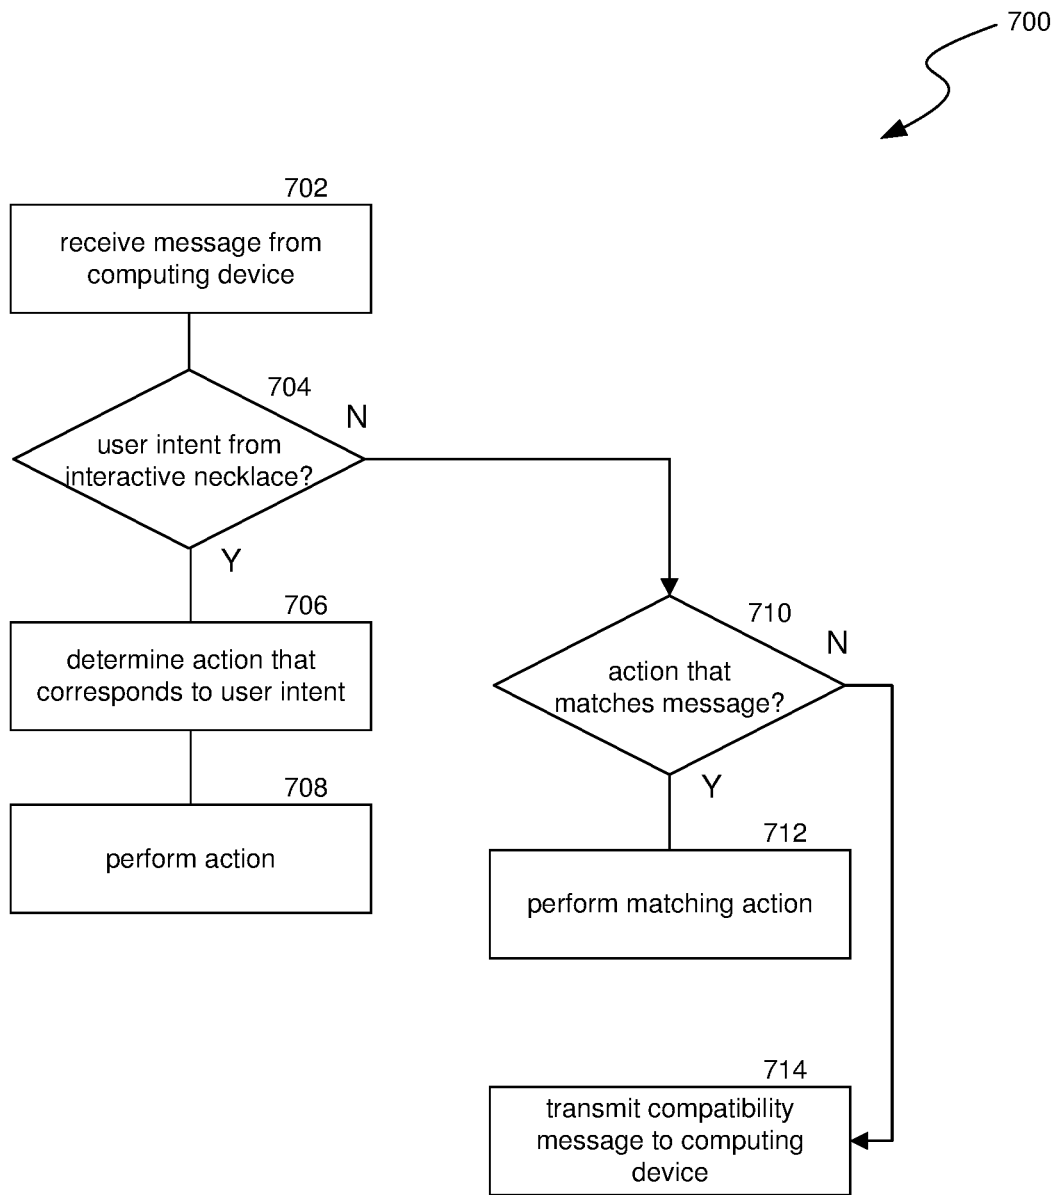 700
702
receive message from
computing device
704
N
user intent from
interactive necklace?
Y
706
determine action that
corresponds to user intent
708
perform action
710
N
action that
matches message?
Y
712
perform matching action
714
transmit compatibility
message to computing
device